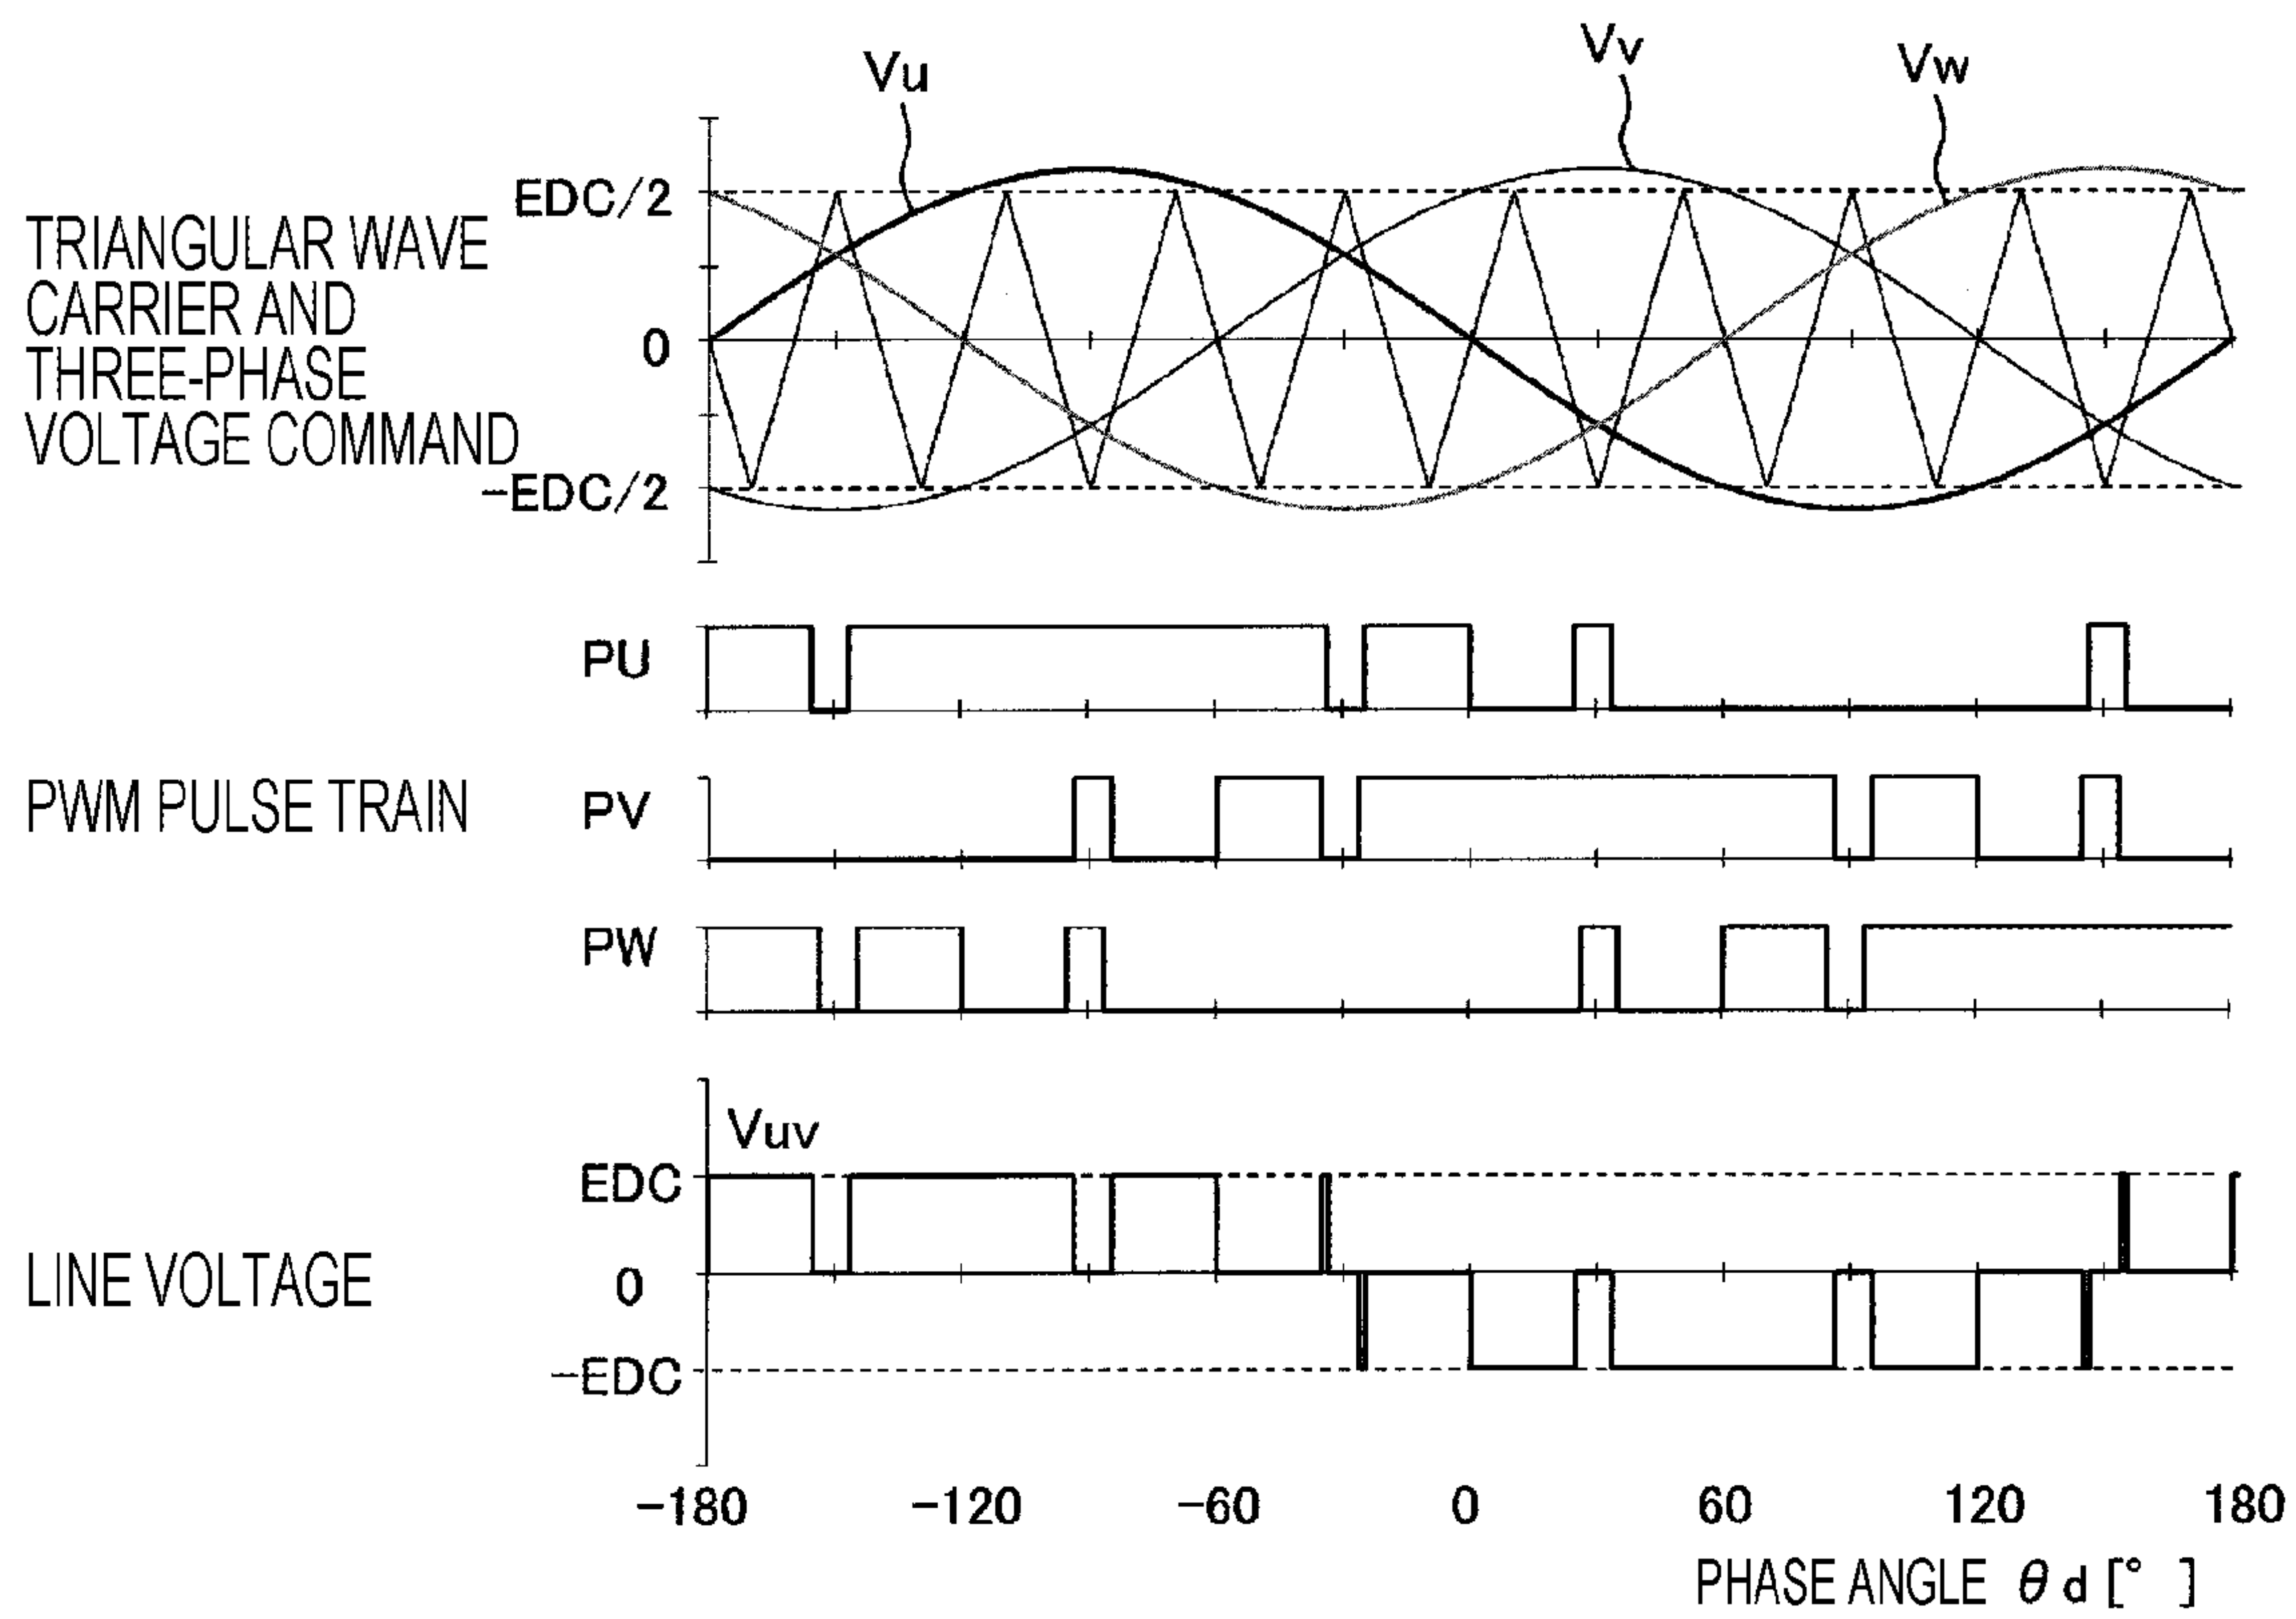 Vu
Vv
Vw
EDC/2
TRIANGULAR WAVE
CARRIER AND
THREE-PHASE
VOLTAGE COMMAND
0
-EDC/2
PU
PWM PULSE TRAIN
PV
PW
Vuv
EDC
LINE VOLTAGE
0
-EDC
-180 -120 -60 0 60 120 180
PHASE ANGLE θd [° ]